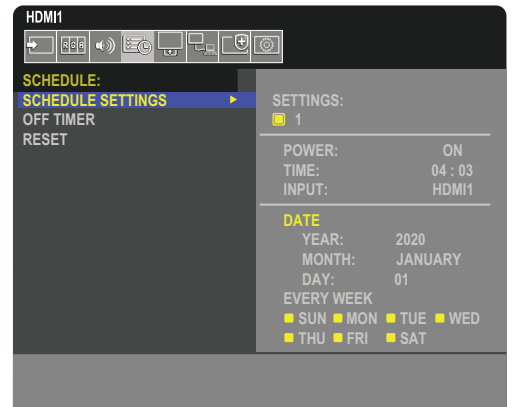 HDMI1
RGB
SCHEDULE:
SCHEDULE SETTINGS
OFF TIMER
RESET
SETTINGS:
1
POWER: ON
TIME: 04 : 03
INPUT: HDMI1
DATE
YEAR: 2020
MONTH: JANUARY
DAY: 01
EVERY WEEK
SUN MON TUE WED
THU FRI SAT